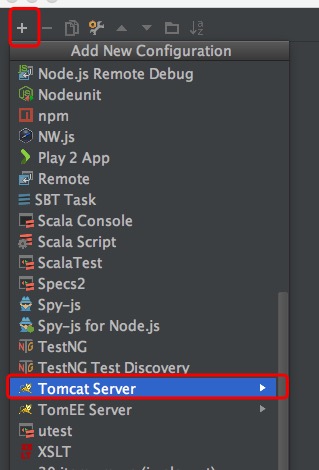 Add New Configuration
Node.js Remote Debug
Nodeunit
npm
NW.js
Play 2 App
Remote
SBT Task
Scala Console
Scala Script
ScalaTest
Specs2
Spy-js
Spy-js for Node.js
TestNG
TestNG Test Discovery
Tomcat Server
TomEE Server
utest
XSLT